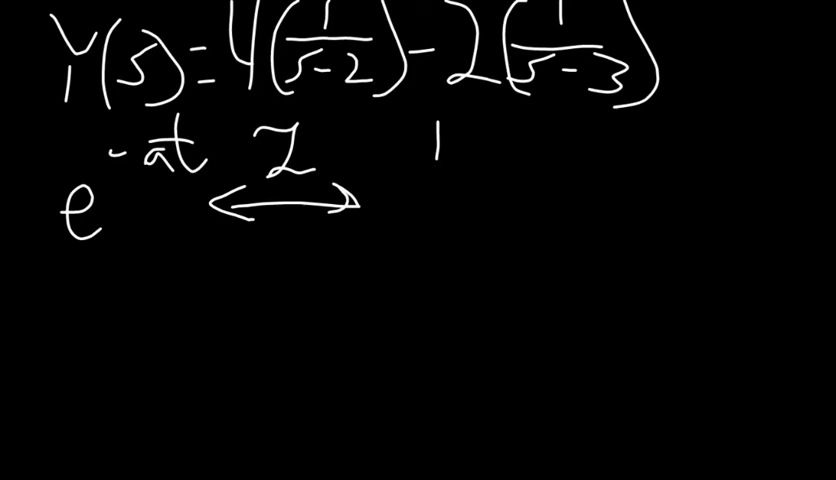 Y(s) = 4(1/(s-2)) - 2(1/(s-3))
e^{-at} ℒ ⟷ 1